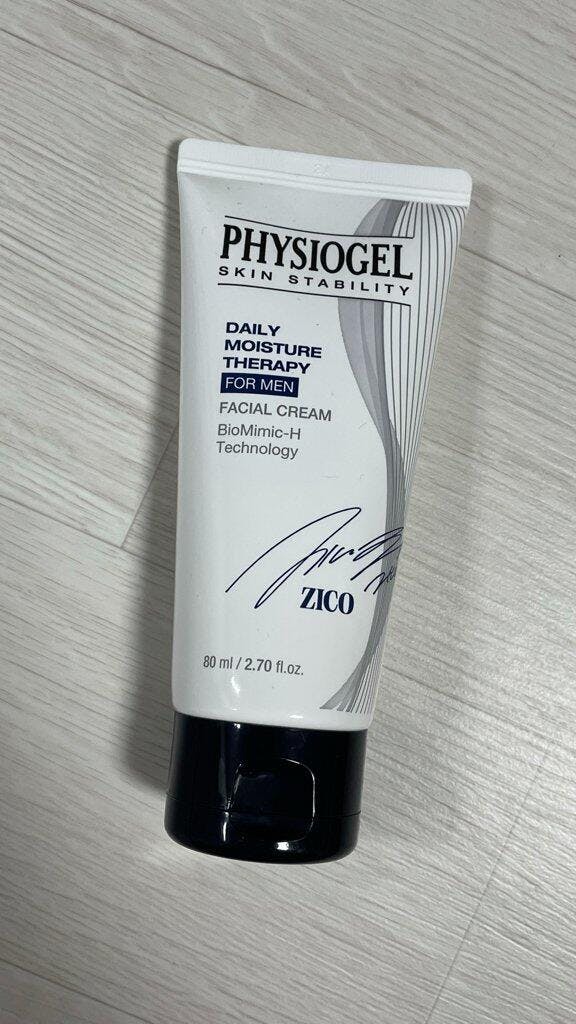 PHYSIOGEL
SKIN STABILITY
DAILY
MOISTURE
THERAPY
FOR MEN
FACIAL CREAM
BioMimic-H
Technology
ZICO
80 ml / 2.70 fl.oz.